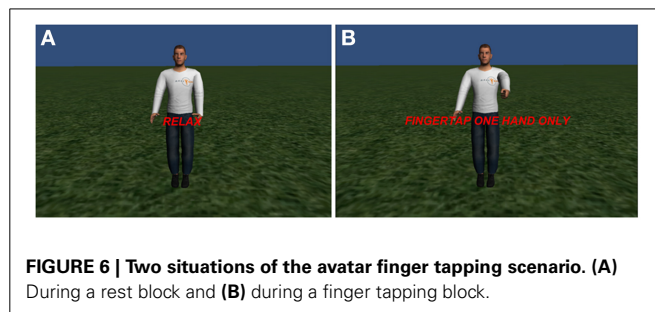 A
B
RELAX
FINGERTAP ONE HAND ONLY
FIGURE 6 | Two situations of the avatar finger tapping scenario. (A)
During a rest block and (B) during a finger tapping block.